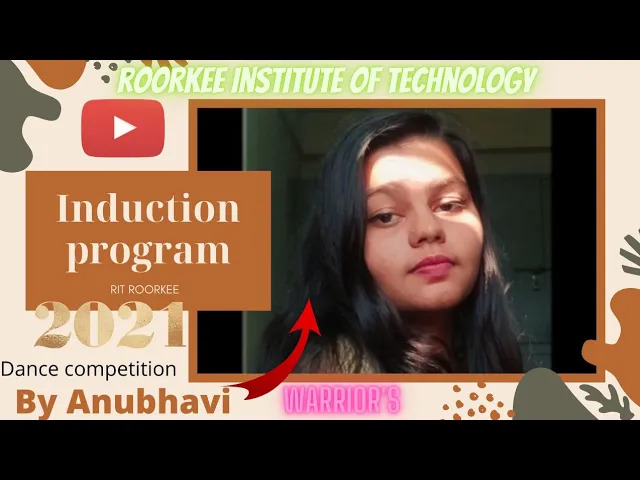 ROORKEE INSTITUTE OF TECHNOLOGY
Induction
program
RIT ROORKEE
2021
Dance competition
By Anubhavi
WARRIOR'S